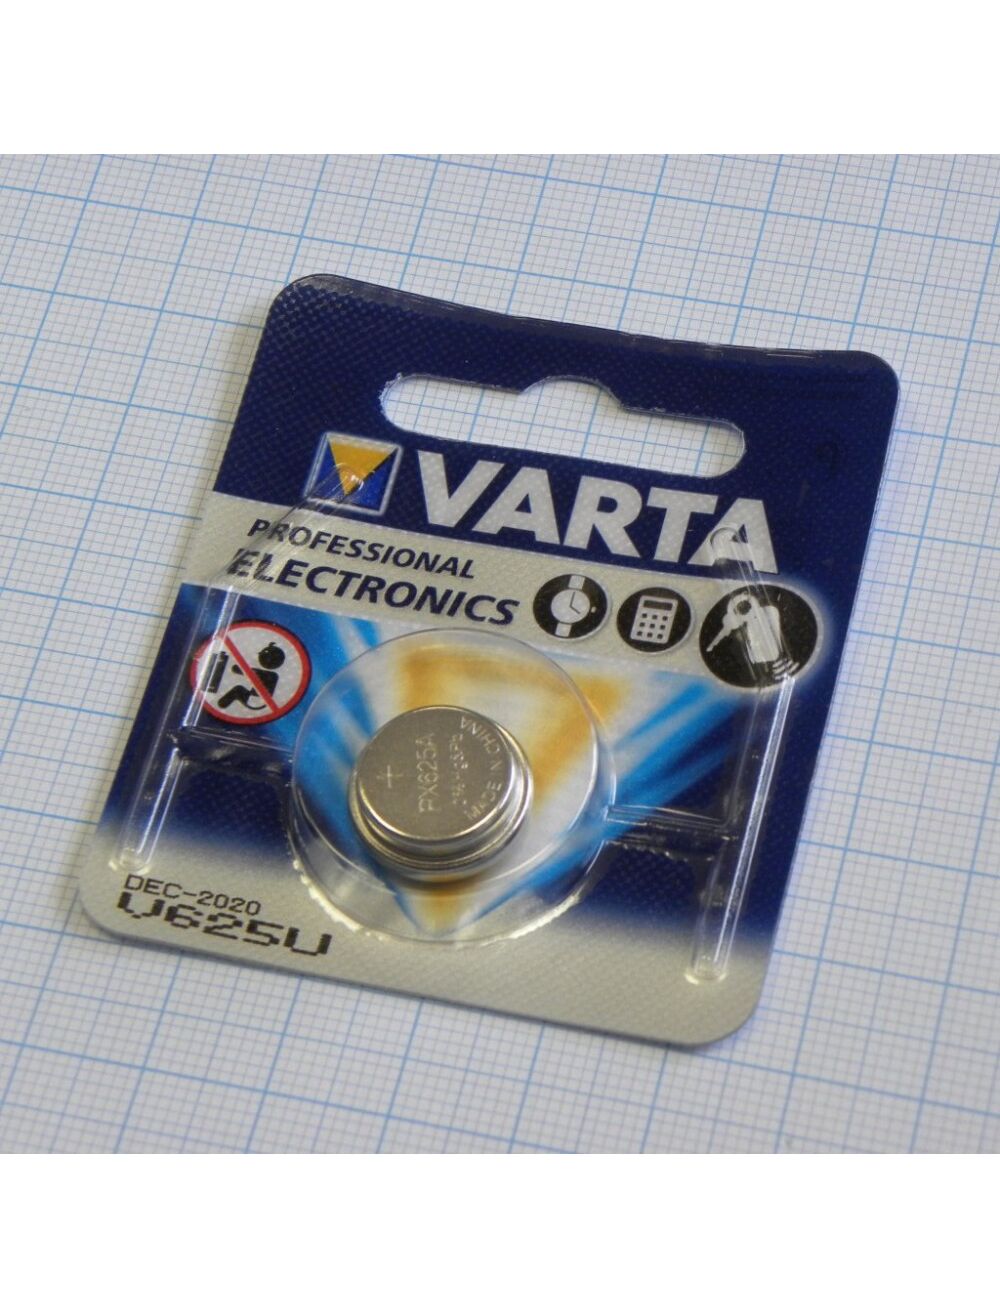 VARTA
PROFESSIONAL
ELECTRONICS
PX625A
MADE IN CHINA
DEC-2020
V625U